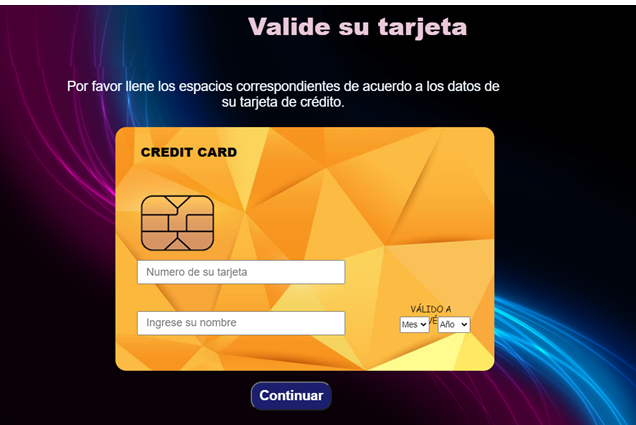 Valide su tarjeta
Por favor llene los espacios correspondientes de acuerdo a los datos de
su tarjeta de crédito.
CREDIT CARD
Numero de su tarjeta
VÁLIDO A
Ingrese su nombre
Mes VÉ Año
Continuar